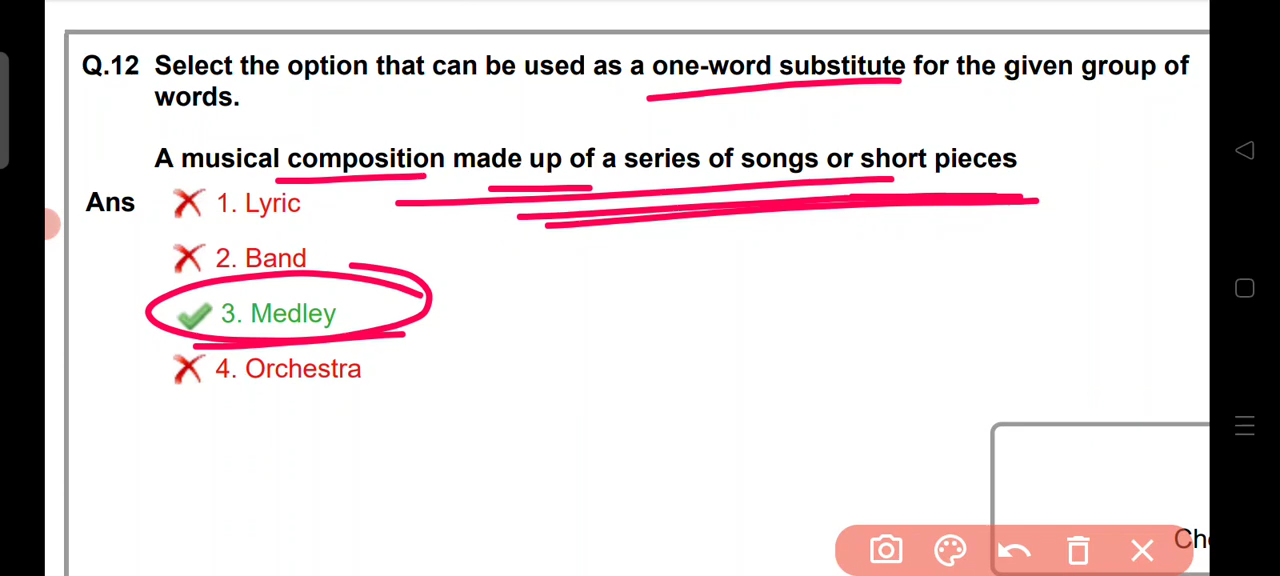 Q.12 Select the option that can be used as a one-word substitute for the given group of
words.
A musical composition made up of a series of songs or short pieces
Ans 1. Lyric
2. Band
3. Medley
4. Orchestra